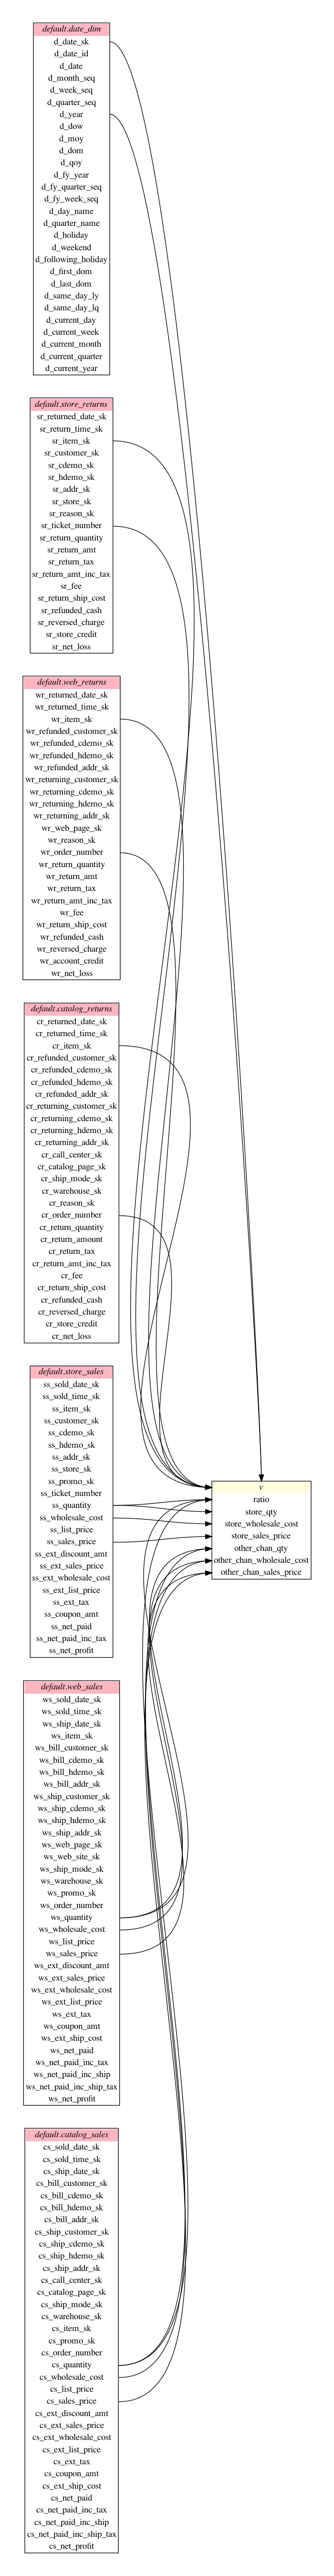 default.date_dim
d_date_sk
d_date_id
d_date
d_month_seq
d_week_seq
d_quarter_seq
d_year
d_dow
d_moy
d_dom
d_qoy
d_fy_year
d_fy_quarter_seq
d_fy_week_seq
d_day_name
d_quarter_name
d_holiday
d_weekend
d_following_holiday
d_first_dom
d_last_dom
d_same_day_ly
d_same_day_lq
d_current_day
d_current_week
d_current_month
d_current_quarter
d_current_year
default.store_returns
sr_returned_date_sk
sr_return_time_sk
sr_item_sk
sr_customer_sk
sr_cdemo_sk
sr_hdemo_sk
sr_addr_sk
sr_store_sk
sr_reason_sk
sr_ticket_number
sr_return_quantity
sr_return_amt
sr_return_tax
sr_return_amt_inc_tax
sr_fee
sr_return_ship_cost
sr_refunded_cash
sr_reversed_charge
sr_store_credit
sr_net_loss
default.web_returns
wr_returned_date_sk
wr_returned_time_sk
wr_item_sk
wr_refunded_customer_sk
wr_refunded_cdemo_sk
wr_refunded_hdemo_sk
wr_refunded_addr_sk
wr_returning_customer_sk
wr_returning_cdemo_sk
wr_returning_hdemo_sk
wr_returning_addr_sk
wr_web_page_sk
wr_reason_sk
wr_order_number
wr_return_quantity
wr_return_amt
wr_return_tax
wr_return_amt_inc_tax
wr_fee
wr_return_ship_cost
wr_refunded_cash
wr_reversed_charge
wr_account_credit
wr_net_loss
default.catalog_returns
cr_returned_date_sk
cr_returned_time_sk
cr_item_sk
cr_refunded_customer_sk
cr_refunded_cdemo_sk
cr_refunded_hdemo_sk
cr_refunded_addr_sk
cr_returning_customer_sk
cr_returning_cdemo_sk
cr_returning_hdemo_sk
cr_returning_addr_sk
cr_call_center_sk
cr_catalog_page_sk
cr_ship_mode_sk
cr_warehouse_sk
cr_reason_sk
cr_order_number
cr_return_quantity
cr_return_amount
cr_return_tax
cr_return_amt_inc_tax
cr_fee
cr_return_ship_cost
cr_refunded_cash
cr_reversed_charge
cr_store_credit
cr_net_loss
default.store_sales
ss_sold_date_sk
ss_sold_time_sk
ss_item_sk
ss_customer_sk
ss_cdemo_sk
ss_hdemo_sk
ss_addr_sk
ss_store_sk
ss_promo_sk
ss_ticket_number
ss_quantity
ss_wholesale_cost
ss_list_price
ss_sales_price
ss_ext_discount_amt
ss_ext_sales_price
ss_ext_wholesale_cost
ss_ext_list_price
ss_ext_tax
ss_coupon_amt
ss_net_paid
ss_net_paid_inc_tax
ss_net_profit
v
ratio
store_qty
store_wholesale_cost
store_sales_price
other_chan_qty
other_chan_wholesale_cost
other_chan_sales_price
default.web_sales
ws_sold_date_sk
ws_sold_time_sk
ws_ship_date_sk
ws_item_sk
ws_bill_customer_sk
ws_bill_cdemo_sk
ws_bill_hdemo_sk
ws_bill_addr_sk
ws_ship_customer_sk
ws_ship_cdemo_sk
ws_ship_hdemo_sk
ws_ship_addr_sk
ws_web_page_sk
ws_web_site_sk
ws_ship_mode_sk
ws_warehouse_sk
ws_promo_sk
ws_order_number
ws_quantity
ws_wholesale_cost
ws_list_price
ws_sales_price
ws_ext_discount_amt
ws_ext_sales_price
ws_ext_wholesale_cost
ws_ext_list_price
ws_ext_tax
ws_coupon_amt
ws_ext_ship_cost
ws_net_paid
ws_net_paid_inc_tax
ws_net_paid_inc_ship
ws_net_paid_inc_ship_tax
ws_net_profit
default.catalog_sales
cs_sold_date_sk
cs_sold_time_sk
cs_ship_date_sk
cs_bill_customer_sk
cs_bill_cdemo_sk
cs_bill_hdemo_sk
cs_bill_addr_sk
cs_ship_customer_sk
cs_ship_cdemo_sk
cs_ship_hdemo_sk
cs_ship_addr_sk
cs_call_center_sk
cs_catalog_page_sk
cs_ship_mode_sk
cs_warehouse_sk
cs_item_sk
cs_promo_sk
cs_order_number
cs_quantity
cs_wholesale_cost
cs_list_price
cs_sales_price
cs_ext_discount_amt
cs_ext_sales_price
cs_ext_wholesale_cost
cs_ext_list_price
cs_ext_tax
cs_coupon_amt
cs_ext_ship_cost
cs_net_paid
cs_net_paid_inc_tax
cs_net_paid_inc_ship
cs_net_paid_inc_ship_tax
cs_net_profit